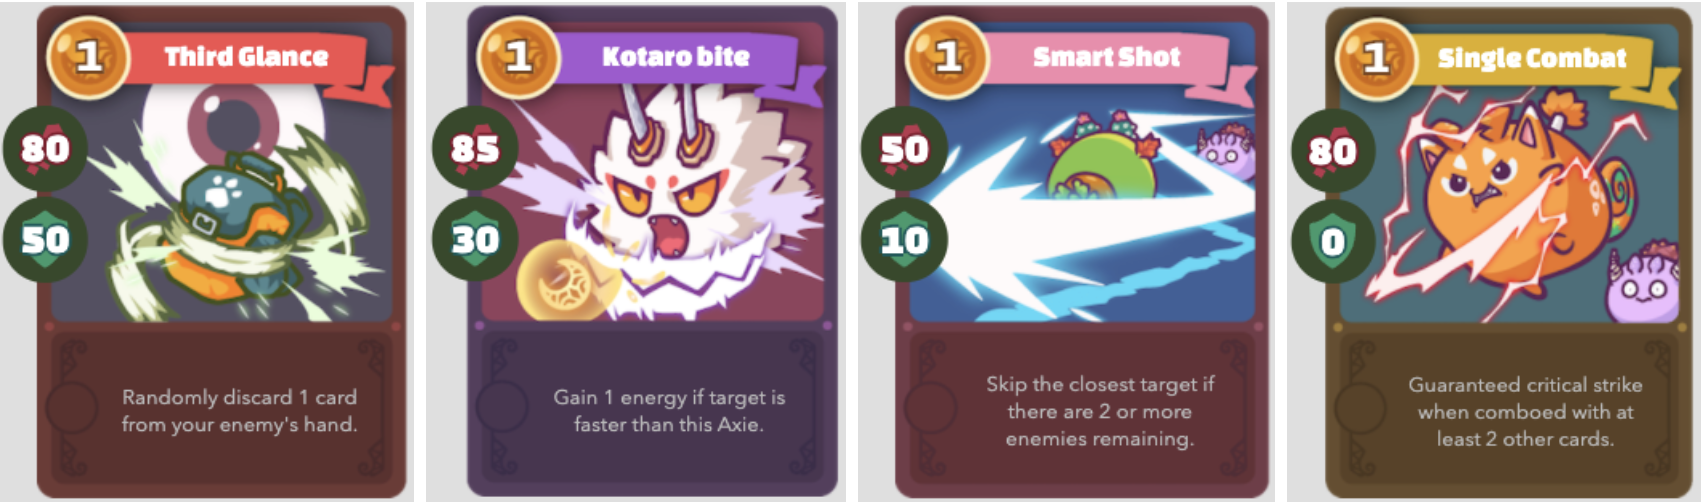 1
Third Glance
80
50
Randomly discard 1 card
from your enemy's hand.
1
Kotaro bite
85
30
Gain 1 energy if target is
faster than this Axie.
1
Smart Shot
50
10
Skip the closest target if
there are 2 or more
enemies remaining.
1
Single Combat
80
0
Guaranteed critical strike
when comboed with at
least 2 other cards.